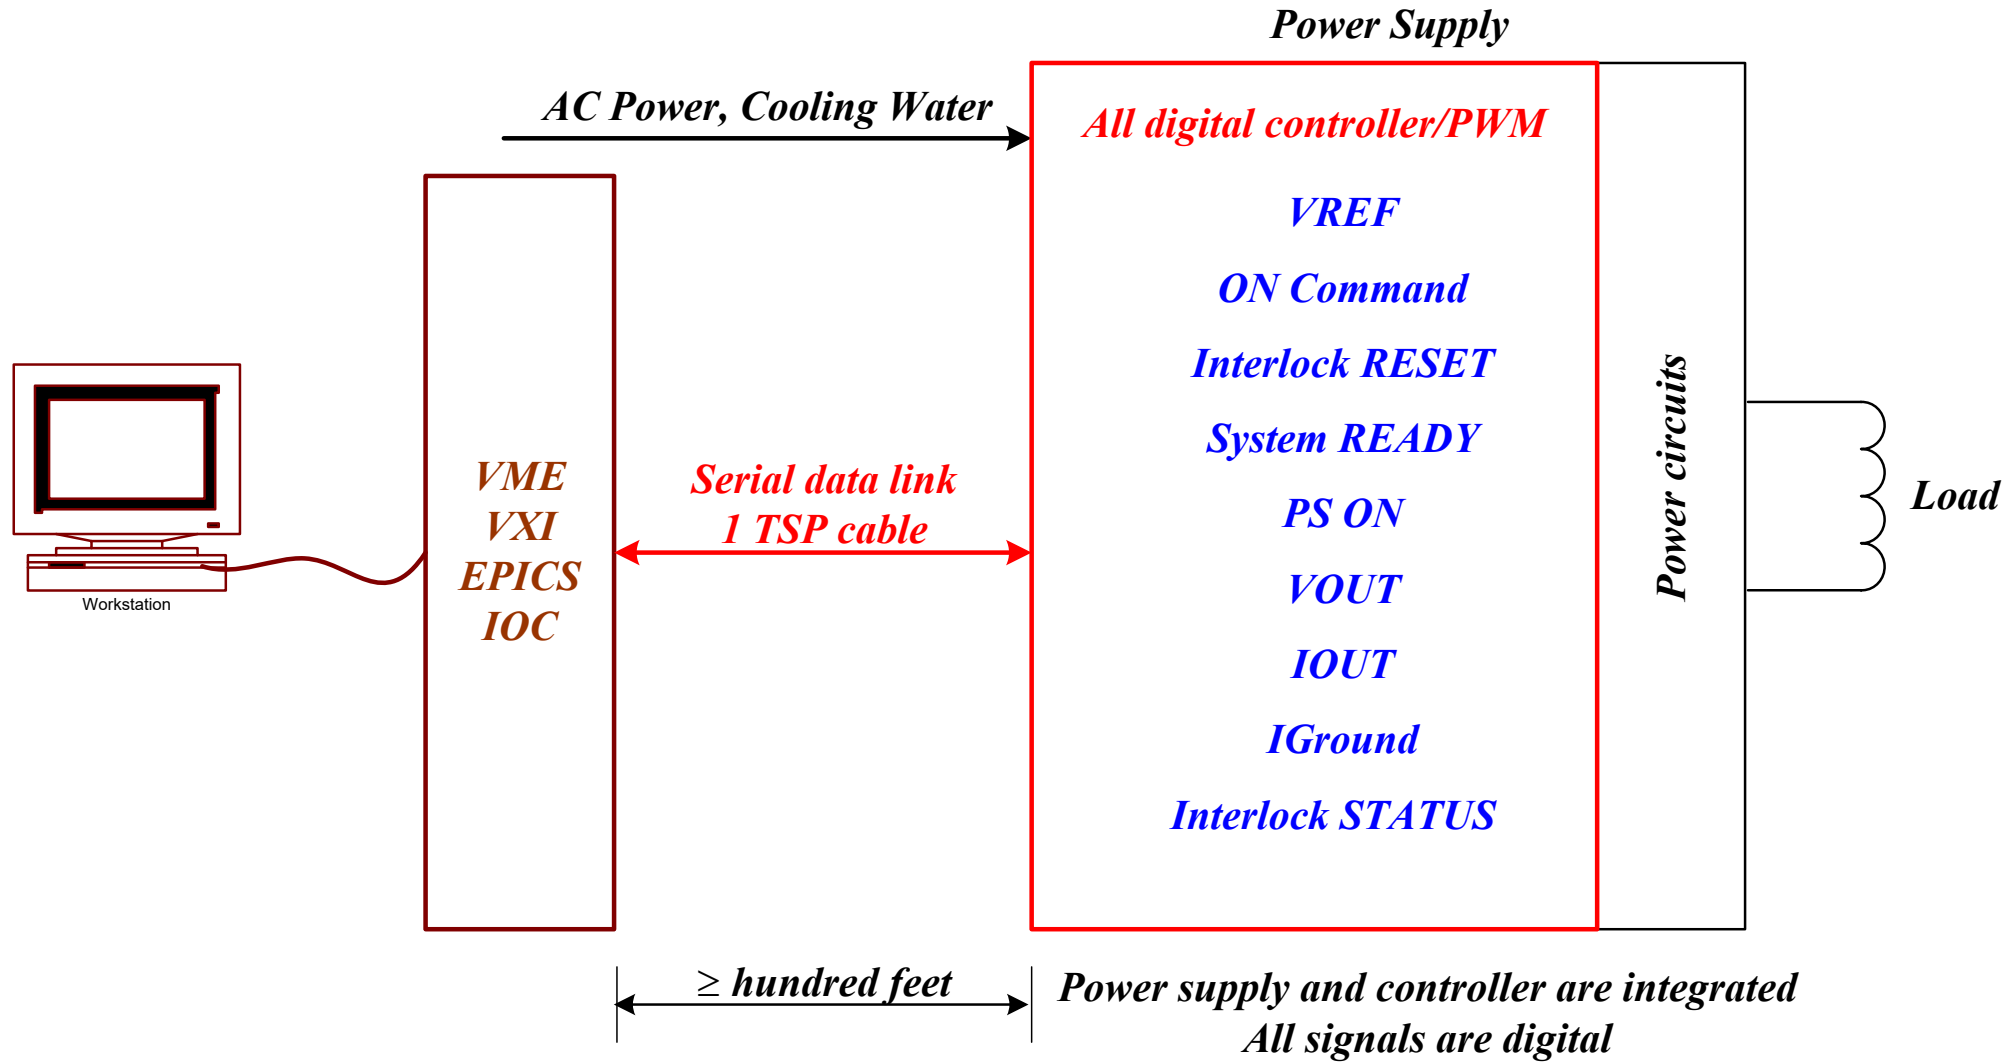 Power Supply
AC Power, Cooling Water
All digital controller/PWM
VREF
ON Command
Interlock RESET
System READY
PS ON
VOUT
IOUT
IGround
Interlock STATUS
Power circuits
Load
VME
VXI
EPICS
IOC
Serial data link
1 TSP cable
Workstation
≥ hundred feet
Power supply and controller are integrated
All signals are digital